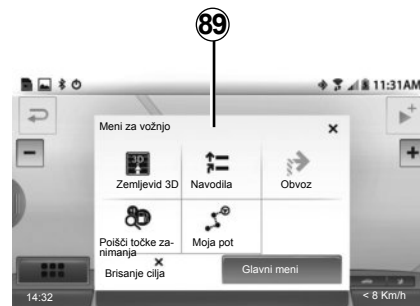 89
11:31AM
Meni za vožnjo
3D
Zemljevid 3D
Navodila
Obvoz
Poišči točke za-
nimanja
Moja pot
Brisanje cilja
Glavni meni
14:32
< 8 Km/h